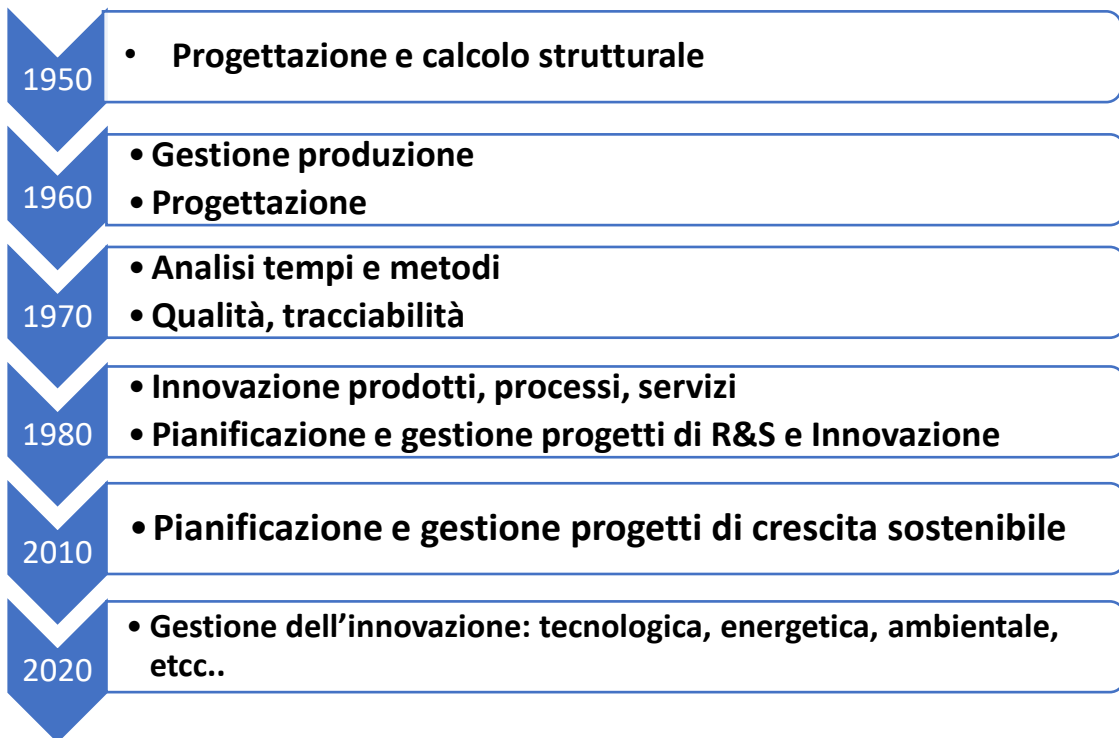 1950
• Progettazione e calcolo strutturale
1960
• Gestione produzione
• Progettazione
1970
• Analisi tempi e metodi
• Qualità, tracciabilità
1980
• Innovazione prodotti, processi, servizi
• Pianificazione e gestione progetti di R&S e Innovazione
2010
• Pianificazione e gestione progetti di crescita sostenibile
2020
• Gestione dell’innovazione: tecnologica, energetica, ambientale,
etcc..